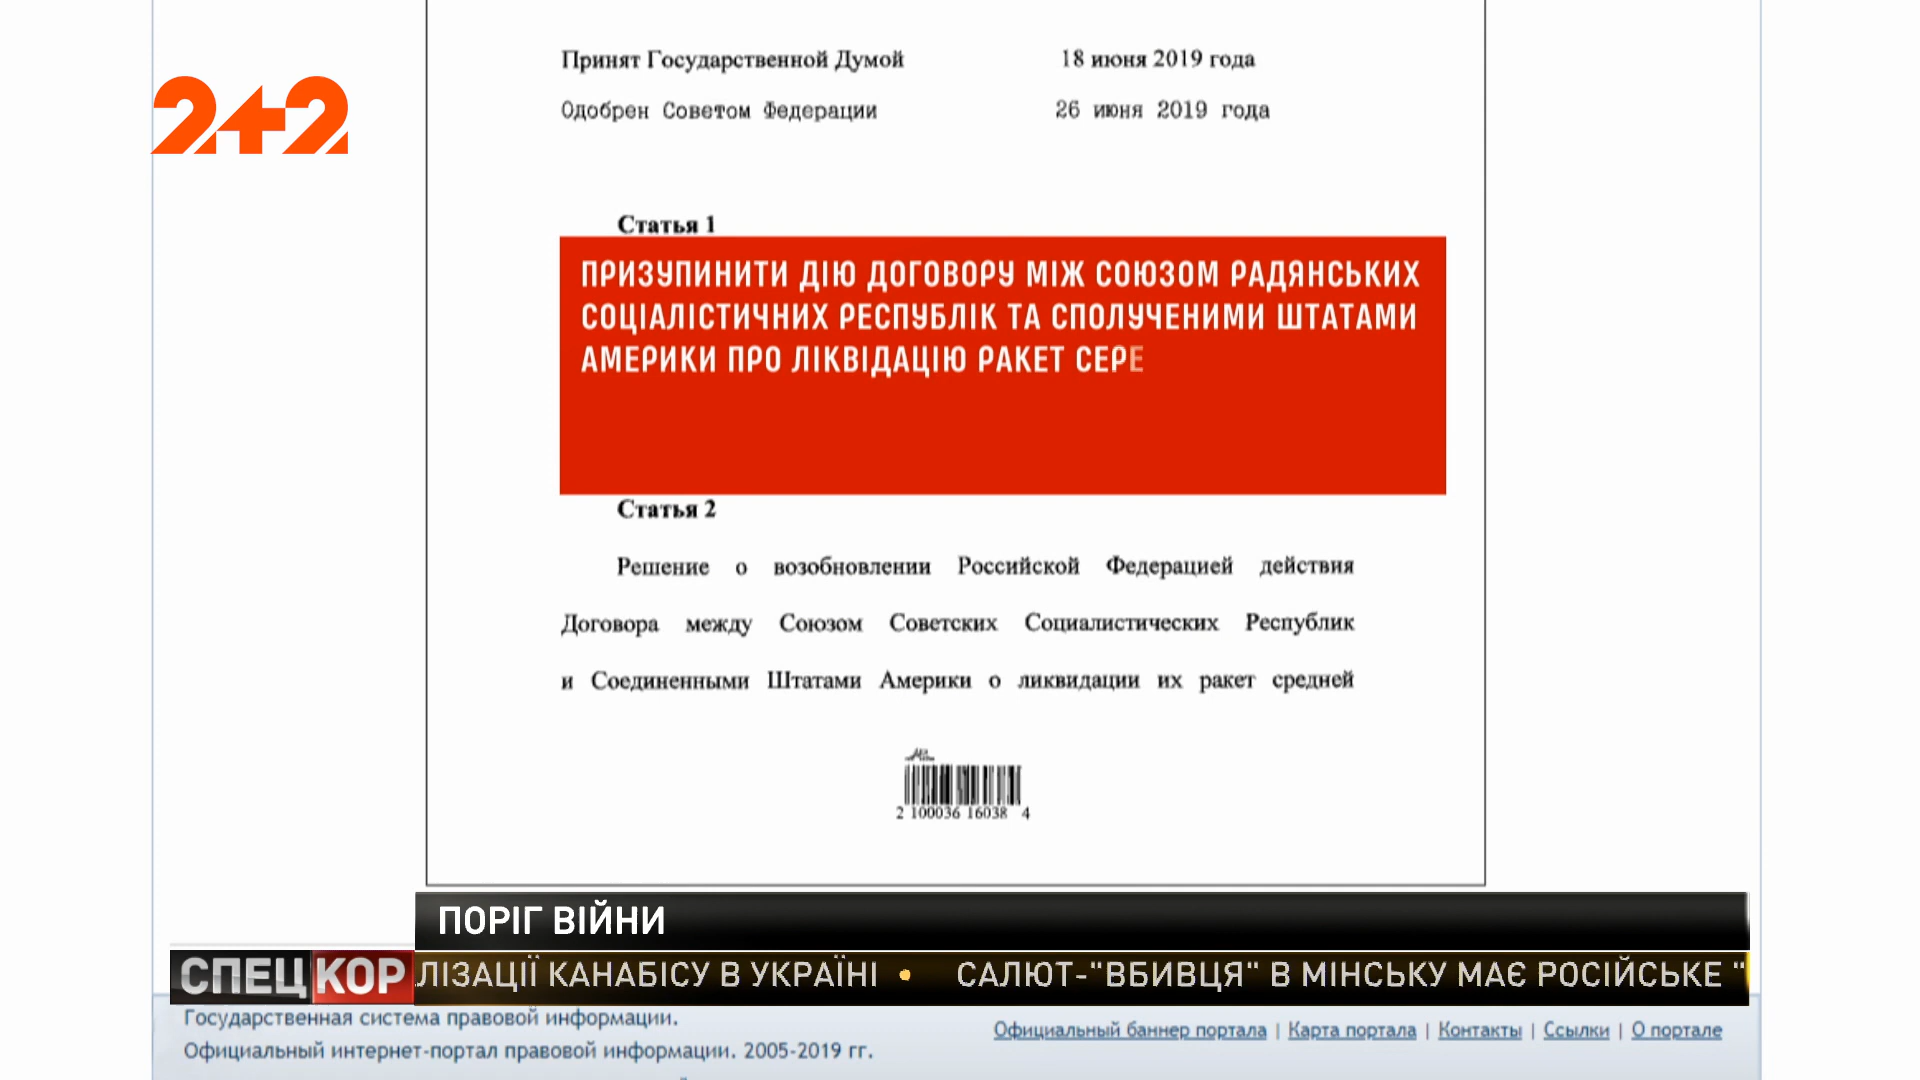 Принят Государственной Думой 18 июня 2019 года
2+2
Одобрен Советом Федерации 26 июня 2019 года
Статья 1
ПРИЗУПИНИТИ ДІЮ ДОГОВОРУ МІЖ СОЮЗОМ РАДЯНСЬКИХ
СОЦІАЛІСТИЧНИХ РЕСПУБЛІК ТА СПОЛУЧЕНИМИ ШТАТАМИ
АМЕРИКИ ПРО ЛІКВІДАЦІЮ РАКЕТ СЕРЕ
Статья 2
Решение о возобновлении Российской Федерацией действия
Договора между Союзом Советских Социалистических Республик
и Соединенными Штатами Америки о ликвидации их ракет средней
2 100036 16038 4
ПОРІГ ВІЙНИ
СПЕЦКОР
ЛІЗАЦІЇ КАНАБІСУ В УКРАЇНІ • САЛЮТ-"ВБИВЦЯ" В МІНСЬКУ МАЄ РОСІЙСЬКЕ "
Государственная система правовой информации.
Официальный интернет-портал правовой информации. 2005-2019 гг.
Официальный баннер портала | Карта портала | Контакты | Ссылки | О портале